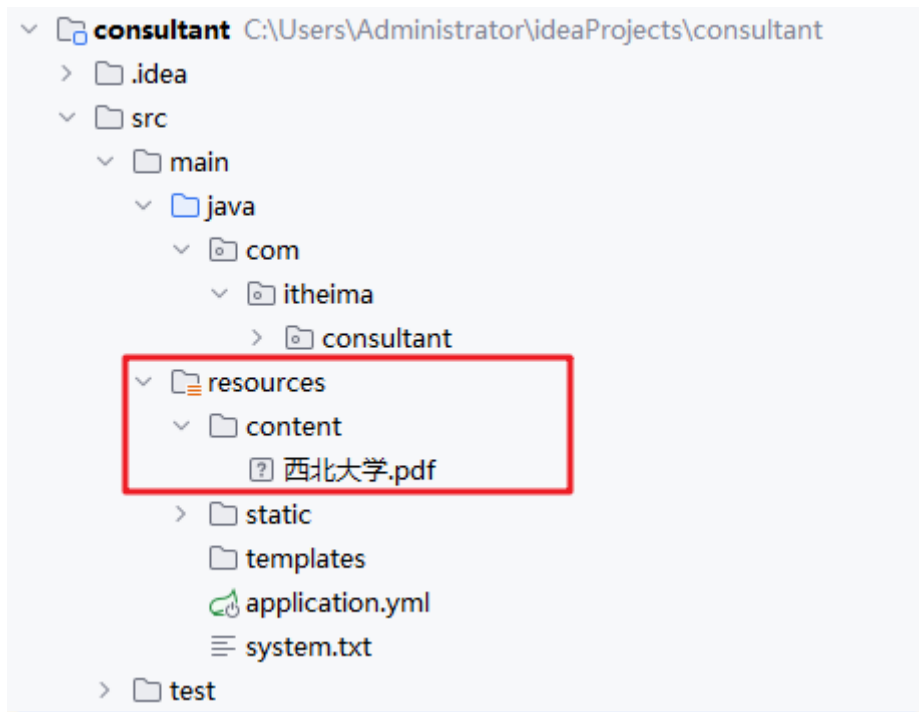 consultant C:\Users\Administrator\ideaProjects\consultant
.idea
src
main
java
com
itheima
consultant
resources
content
西北大学.pdf
static
templates
application.yml
system.txt
test